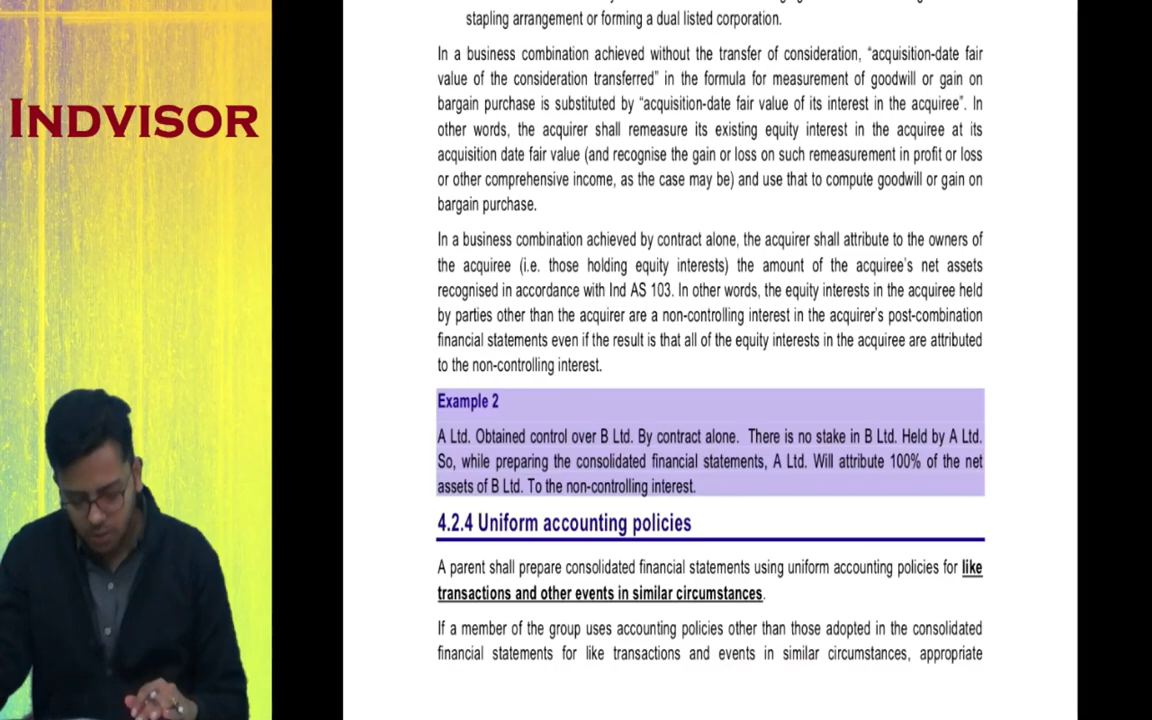 INDVISOR
stapling arrangement or forming a dual listed corporation.
In a business combination achieved without the transfer of consideration, “acquisition-date fair
value of the consideration transferred” in the formula for measurement of goodwill or gain on
bargain purchase is substituted by “acquisition-date fair value of its interest in the acquiree”. In
other words, the acquirer shall remeasure its existing equity interest in the acquiree at its
acquisition date fair value (and recognise the gain or loss on such remeasurement in profit or loss
or other comprehensive income, as the case may be) and use that to compute goodwill or gain on
bargain purchase.
In a business combination achieved by contract alone, the acquirer shall attribute to the owners of
the acquiree (i.e. those holding equity interests) the amount of the acquiree’s net assets
recognised in accordance with Ind AS 103. In other words, the equity interests in the acquiree held
by parties other than the acquirer are a non-controlling interest in the acquirer’s post-combination
financial statements even if the result is that all of the equity interests in the acquiree are attributed
to the non-controlling interest.
Example 2
A Ltd. Obtained control over B Ltd. By contract alone. There is no stake in B Ltd. Held by A Ltd.
So, while preparing the consolidated financial statements, A Ltd. Will attribute 100% of the net
assets of B Ltd. To the non-controlling interest.
4.2.4 Uniform accounting policies
A parent shall prepare consolidated financial statements using uniform accounting policies for like
transactions and other events in similar circumstances.
If a member of the group uses accounting policies other than those adopted in the consolidated
financial statements for like transactions and events in similar circumstances, appropriate